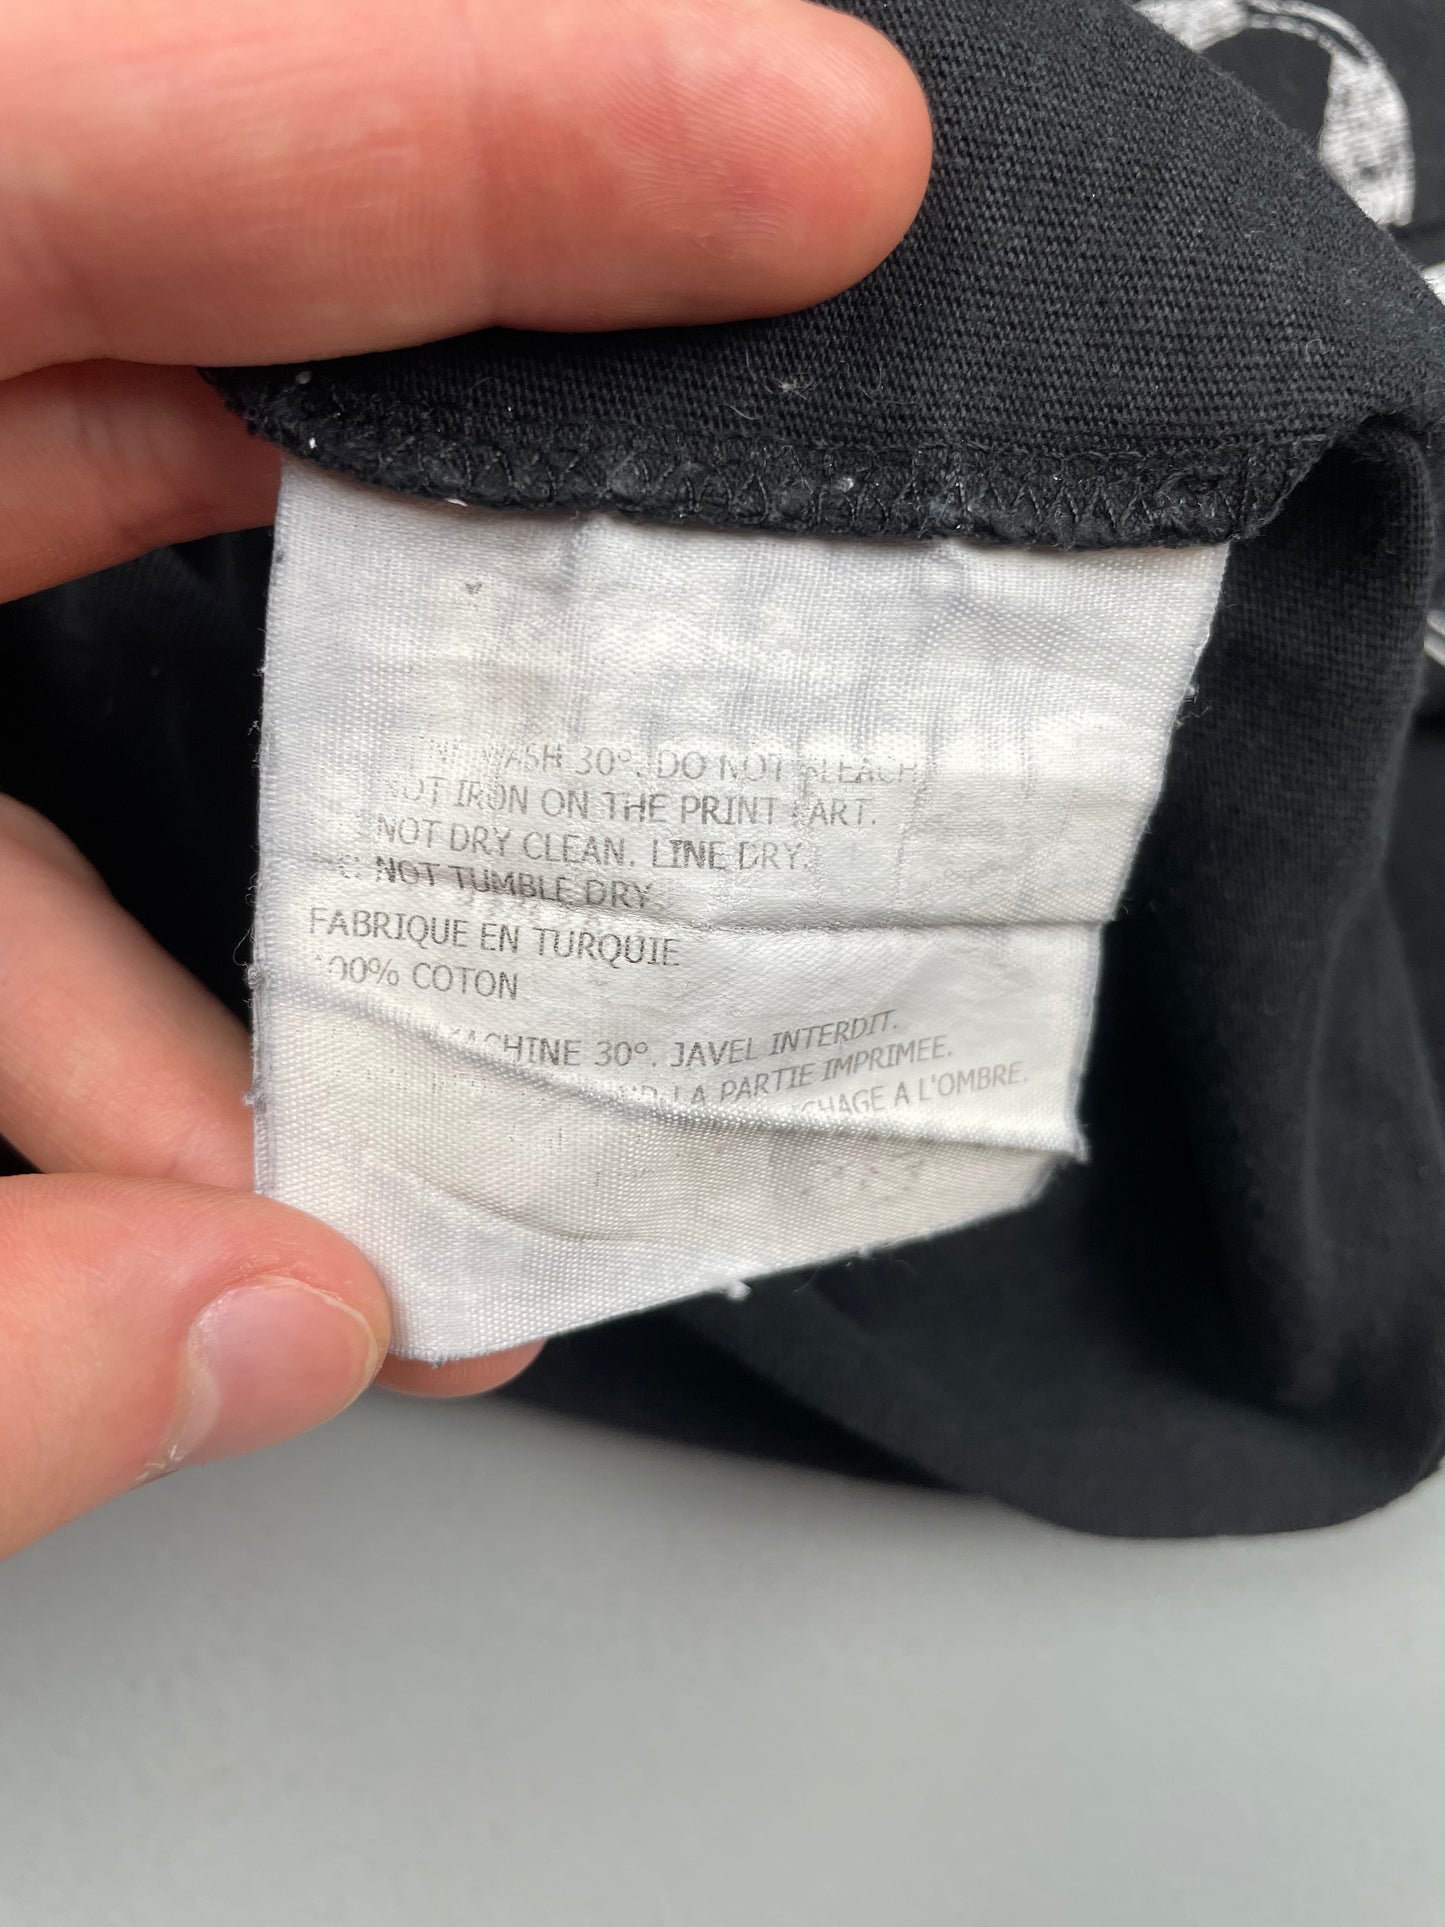 WASH 30°. DO NOT BLEACH
NOT IRON ON THE PRINT PART.
NOT DRY CLEAN. LINE DRY.
NOT TUMBLE DRY.
FABRIQUE EN TURQUIE
100% COTON
MACHINE 30°. JAVEL INTERDIT.
LA PARTIE IMPRIMEE.
A L'OMBRE.